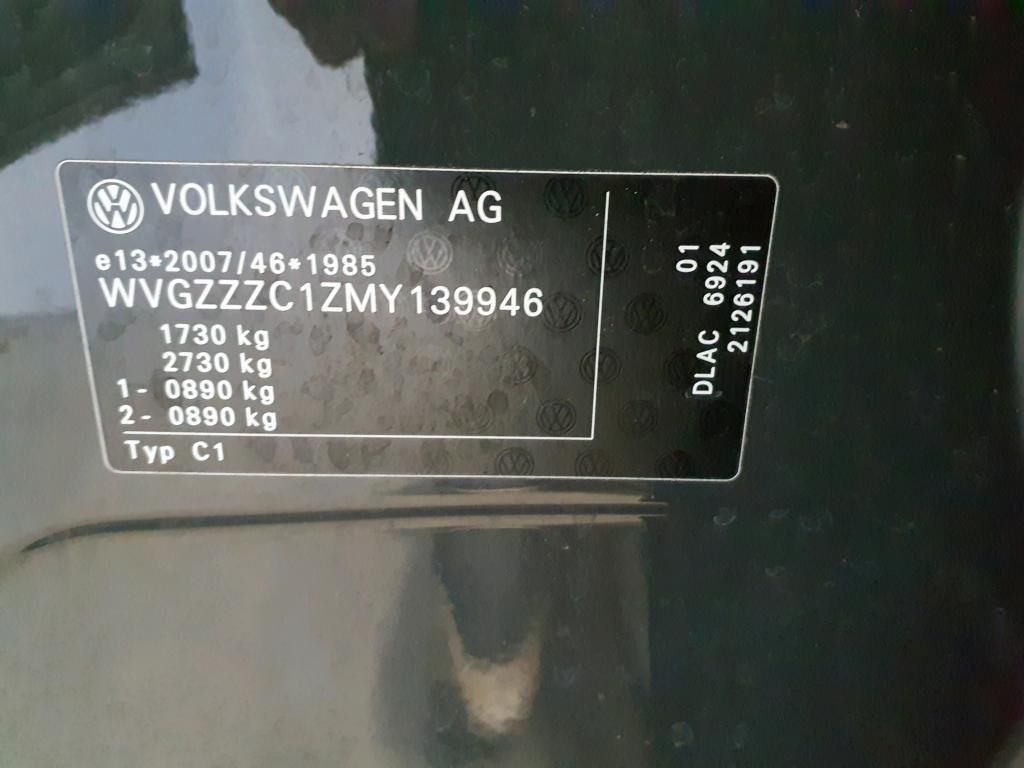 VOLKSWAGEN AG
e13*2007/46*1985
WVGZZZC1ZMY139946
1730 kg
2730 kg
1- 0890 kg
2- 0890 kg
Typ C1
01
DLAC 6924
2126191